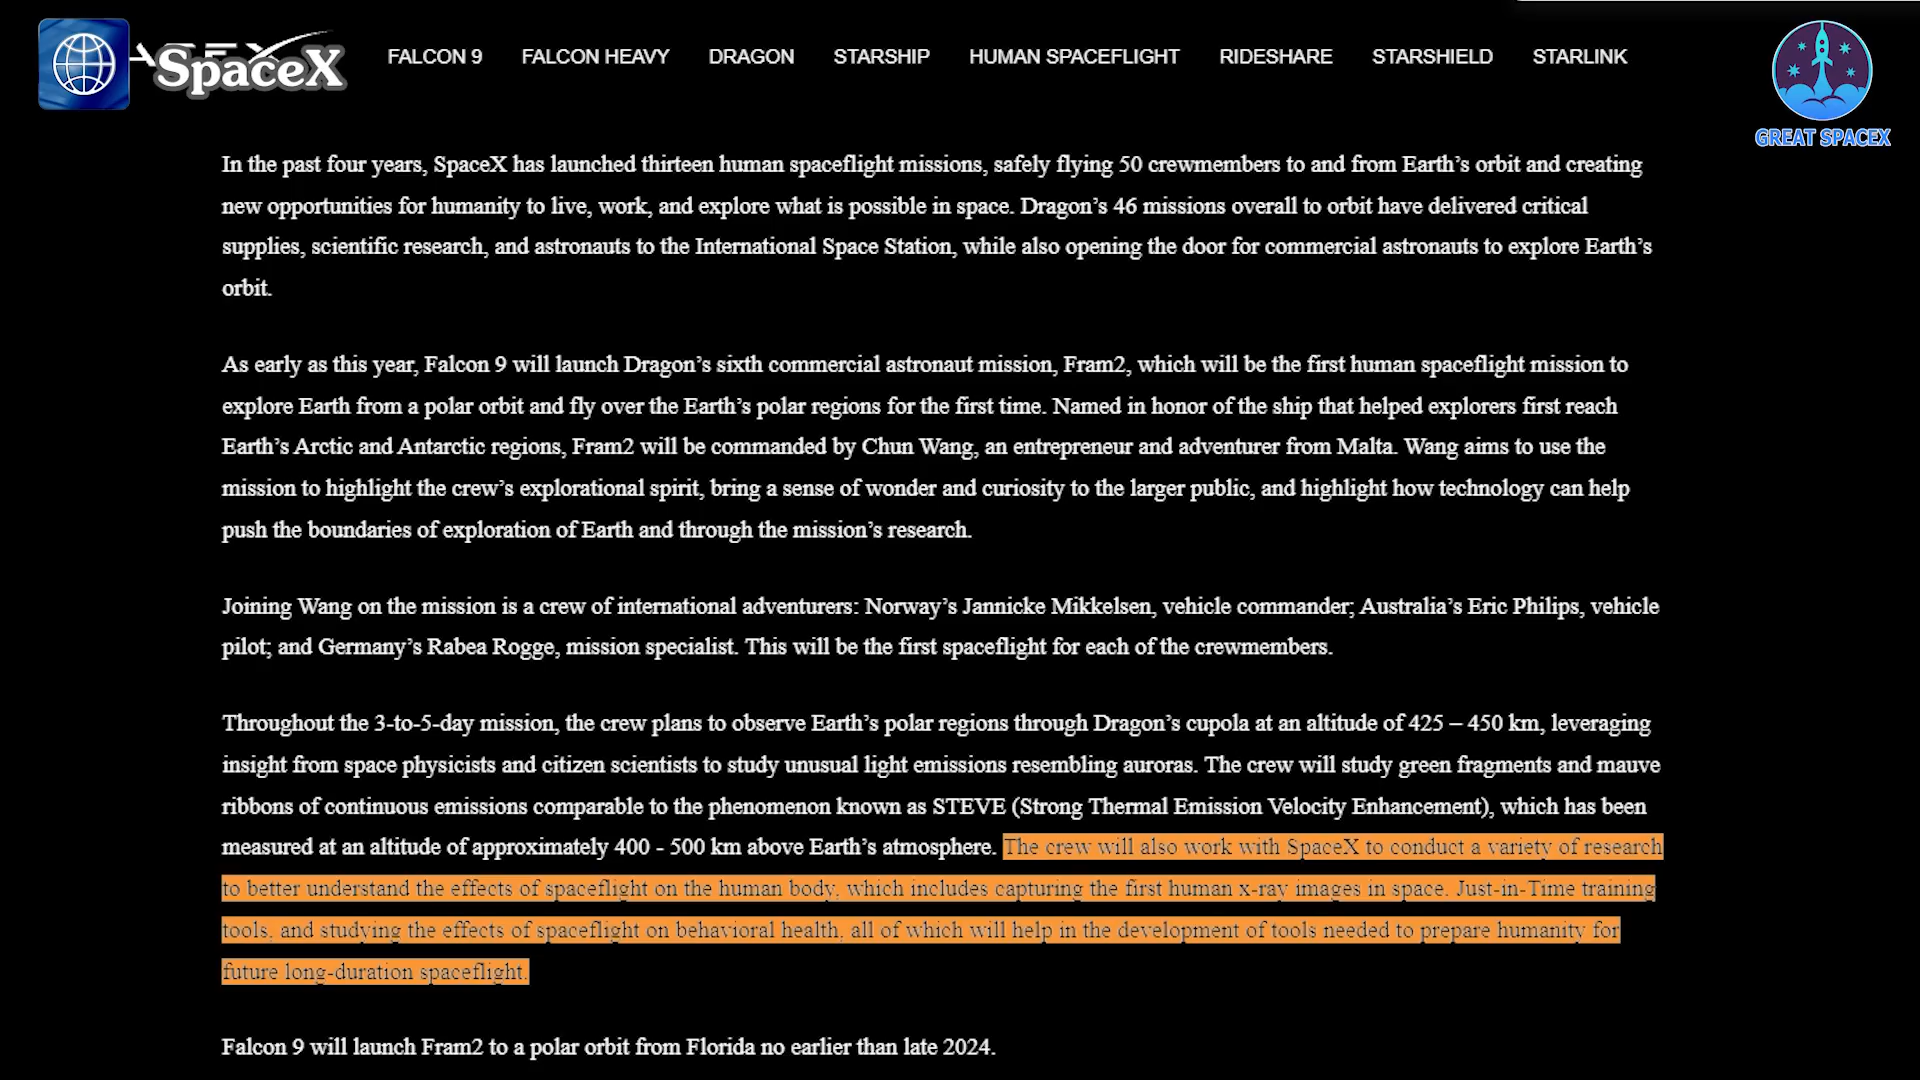 SpaceX
FALCON 9 FALCON HEAVY DRAGON STARSHIP HUMAN SPACEFLIGHT RIDESHARE STARSHIELD STARLINK
GREAT SPACEX
In the past four years, SpaceX has launched thirteen human spaceflight missions, safely flying 50 crewmembers to and from Earth’s orbit and creating
new opportunities for humanity to live, work, and explore what is possible in space. Dragon’s 46 missions overall to orbit have delivered critical
supplies, scientific research, and astronauts to the International Space Station, while also opening the door for commercial astronauts to explore Earth’s
orbit.
As early as this year, Falcon 9 will launch Dragon’s sixth commercial astronaut mission, Fram2, which will be the first human spaceflight mission to
explore Earth from a polar orbit and fly over the Earth’s polar regions for the first time. Named in honor of the ship that helped explorers first reach
Earth’s Arctic and Antarctic regions, Fram2 will be commanded by Chun Wang, an entrepreneur and adventurer from Malta. Wang aims to use the
mission to highlight the crew’s explorational spirit, bring a sense of wonder and curiosity to the larger public, and highlight how technology can help
push the boundaries of exploration of Earth and through the mission’s research.
Joining Wang on the mission is a crew of international adventurers: Norway’s Jannicke Mikkelsen, vehicle commander; Australia’s Eric Philips, vehicle
pilot; and Germany’s Rabea Rogge, mission specialist. This will be the first spaceflight for each of the crewmembers.
Throughout the 3-to-5-day mission, the crew plans to observe Earth’s polar regions through Dragon’s cupola at an altitude of 425 – 450 km, leveraging
insight from space physicists and citizen scientists to study unusual light emissions resembling auroras. The crew will study green fragments and mauve
ribbons of continuous emissions comparable to the phenomenon known as STEVE (Strong Thermal Emission Velocity Enhancement), which has been
measured at an altitude of approximately 400 - 500 km above Earth’s atmosphere. The crew will also work with SpaceX to conduct a variety of research
to better understand the effects of spaceflight on the human body, which includes capturing the first human x-ray images in space. Just-in-Time training
tools, and studying the effects of spaceflight on behavioral health, all of which will help in the development of tools needed to prepare humanity for
future long-duration spaceflight.
Falcon 9 will launch Fram2 to a polar orbit from Florida no earlier than late 2024.